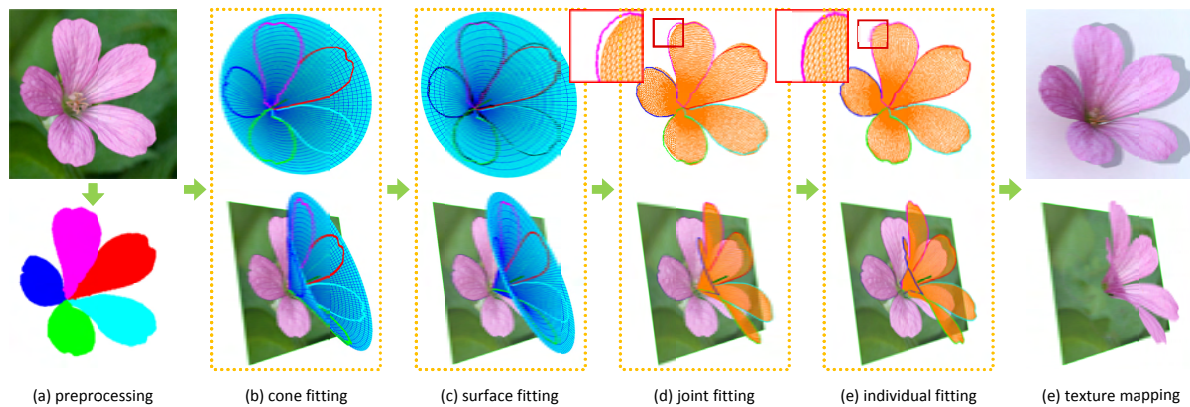 (a) preprocessing
(b) cone fitting
(c) surface fitting
(d) joint fitting
(e) individual fitting
(e) texture mapping